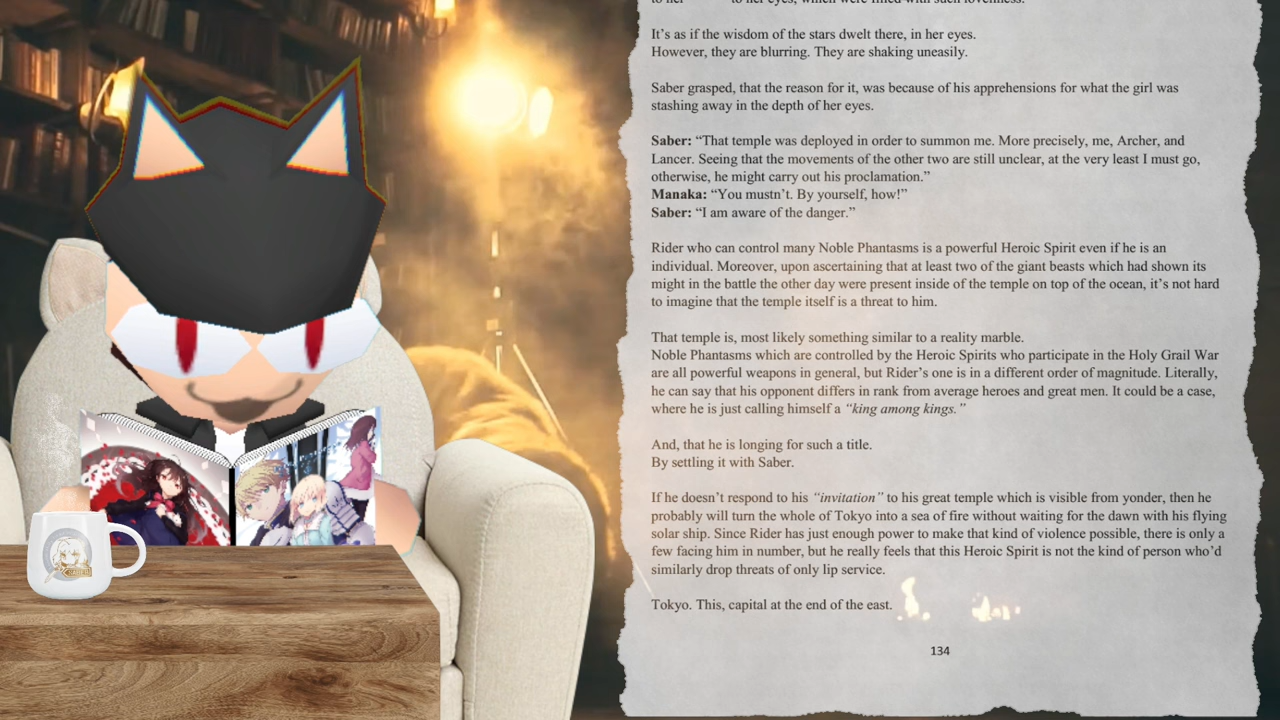 to her to her eyes, which were filled with such loveliness.
It’s as if the wisdom of the stars dwelt there, in her eyes.
However, they are blurring. They are shaking uneasily.
Saber grasped, that the reason for it, was because of his apprehensions for what the girl was
stashing away in the depth of her eyes.
Saber: “That temple was deployed in order to summon me. More precisely, me, Archer, and
Lancer. Seeing that the movements of the other two are still unclear, at the very least I must go,
otherwise, he might carry out his proclamation.”
Manaka: “You mustn’t. By yourself, how!”
Saber: “I am aware of the danger.”
Rider who can control many Noble Phantasms is a powerful Heroic Spirit even if he is an
individual. Moreover, upon ascertaining that at least two of the giant beasts which had shown its
might in the battle the other day were present inside of the temple on top of the ocean, it’s not hard
to imagine that the temple itself is a threat to him.
That temple is, most likely something similar to a reality marble.
Noble Phantasms which are controlled by the Heroic Spirits who participate in the Holy Grail War
are all powerful weapons in general, but Rider’s one is in a different order of magnitude. Literally,
he can say that his opponent differs in rank from average heroes and great men. It could be a case,
where he is just calling himself a “king among kings.”
And, that he is longing for such a title.
By settling it with Saber.
If he doesn’t respond to his “invitation” to his great temple which is visible from yonder, then he
probably will turn the whole of Tokyo into a sea of fire without waiting for the dawn with his flying
solar ship. Since Rider has just enough power to make that kind of violence possible, there is only a
few facing him in number, but he really feels that this Heroic Spirit is not the kind of person who’d
similarly drop threats of only lip service.
Tokyo. This, capital at the end of the east.
134